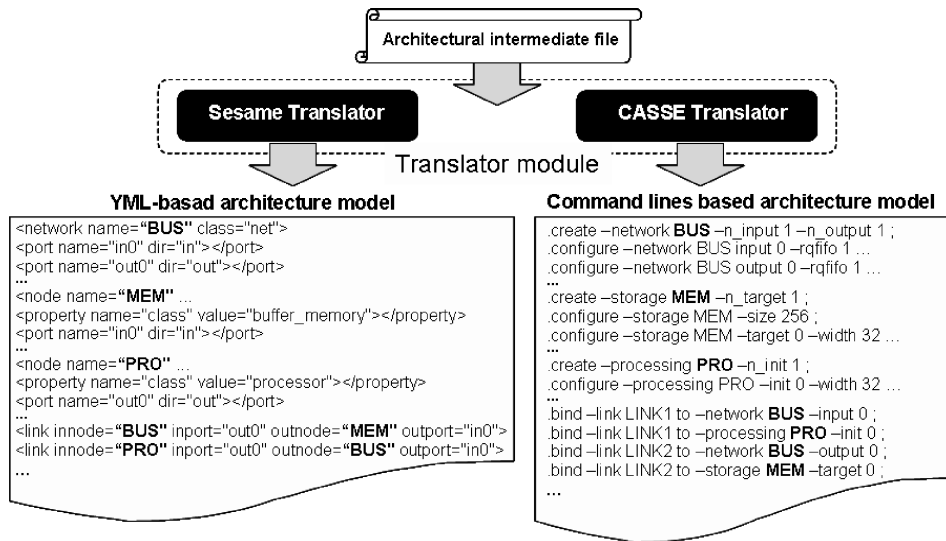 Architectural intermediate file
Sesame Translator
CASSE Translator
Translator module
YML-basad architecture model
<network name=“BUS" class="net">
<port name="in0" dir="in"></port>
<port name="out0" dir="out"></port>
...
<node name=“MEM" ...
<property name="class" value="buffer_memory"></property>
<port name="in0" dir="in"></port>
...
<node name=“PRO"
<property name="class" value="processor"></property>
<port name="out0" dir="out"></port>
...
<link innode=“BUS" inport="out0" outnode=“MEM" outport="in0">
<link innode=“PRO" inport="out0" outnode=“BUS" outport="in0">
...
Command lines based architecture model
.create –network BUS –n_input 1 –n_output 1 ;
.configure –network BUS input 0 –rqfifo 1 ...
.configure –network BUS output 0 –rqfifo 1 ...
...
.create –storage MEM –n_target 1 ;
.configure –storage MEM –size 256 ;
.configure –storage MEM –target 0 –width 32 ...
...
.create –processing PRO –n_init 1 ;
.configure –processing PRO –init 0 –width 32 ...
...
.bind –link LINK1 to –network BUS –input 0 ;
.bind –link LINK1 to –processing PRO –init 0 ;
.bind –link LINK2 to –network BUS –output 0 ;
.bind –link LINK2 to –storage MEM –target 0 ;
...